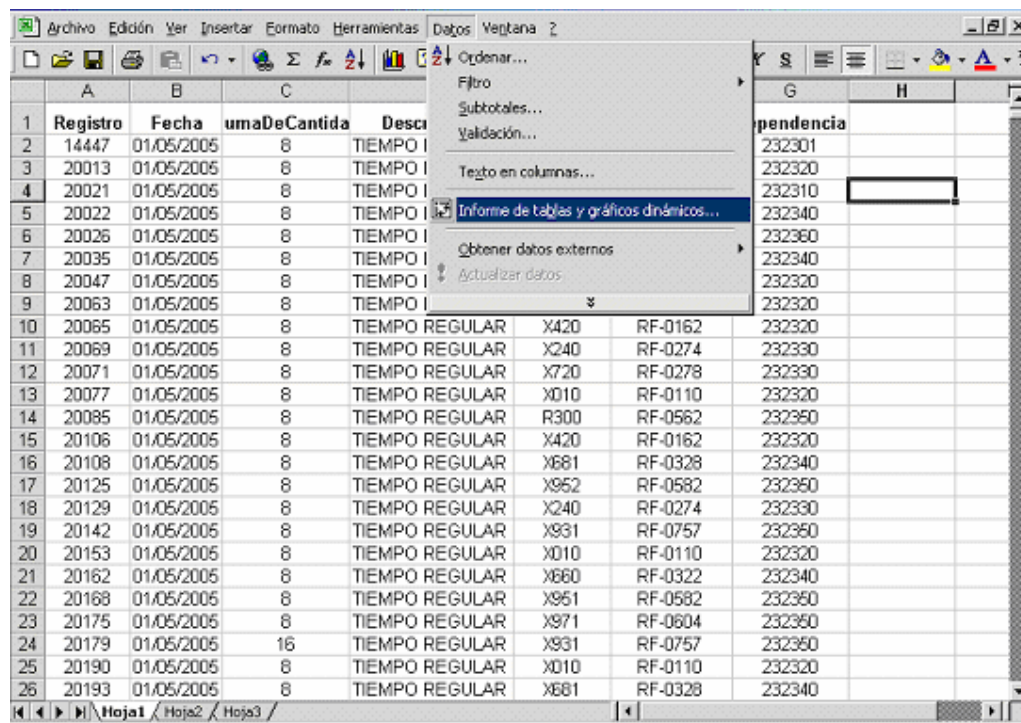 Archivo Edición Ver Insertar Formato Herramientas Datos Ventana ?
Ordenar...
Filtro
Subtotales...
Validación...
Texto en columnas...
Informe de tablas y gráficos dinámicos...
Obtener datos externos
Actualizar datos
A B C G H
1 Registro Fecha umaDeCantida Descu pendencia
2 14447 01/05/2005 8 TIEMPO 232301
3 20013 01/05/2005 8 TIEMPO 232320
4 20021 01/05/2005 8 TIEMPO 232310
5 20022 01/05/2005 8 TIEMPO 232340
6 20026 01/05/2005 8 TIEMPO 232360
7 20035 01/05/2005 8 TIEMPO 232340
8 20047 01/05/2005 8 TIEMPO 232320
9 20063 01/05/2005 8 TIEMPO 232320
10 20065 01/05/2005 8 TIEMPO REGULAR X420 RF-0162 232320
11 20069 01/05/2005 8 TIEMPO REGULAR X240 RF-0274 232330
12 20071 01/05/2005 8 TIEMPO REGULAR X720 RF-0278 232330
13 20077 01/05/2005 8 TIEMPO REGULAR X010 RF-0110 232320
14 20085 01/05/2005 8 TIEMPO REGULAR R300 RF-0562 232350
15 20106 01/05/2005 8 TIEMPO REGULAR X420 RF-0162 232320
16 20108 01/05/2005 8 TIEMPO REGULAR X681 RF-0328 232340
17 20125 01/05/2005 8 TIEMPO REGULAR X952 RF-0582 232350
18 20129 01/05/2005 8 TIEMPO REGULAR X240 RF-0274 232330
19 20142 01/05/2005 8 TIEMPO REGULAR X931 RF-0757 232350
20 20153 01/05/2005 8 TIEMPO REGULAR X010 RF-0110 232320
21 20162 01/05/2005 8 TIEMPO REGULAR X660 RF-0322 232340
22 20168 01/05/2005 8 TIEMPO REGULAR X951 RF-0582 232350
23 20175 01/05/2005 8 TIEMPO REGULAR X971 RF-0604 232350
24 20179 01/05/2005 16 TIEMPO REGULAR X931 RF-0757 232350
25 20190 01/05/2005 8 TIEMPO REGULAR X010 RF-0110 232320
26 20193 01/05/2005 8 TIEMPO REGULAR X681 RF-0328 232340
Hoja1 Hoja2 Hoja3